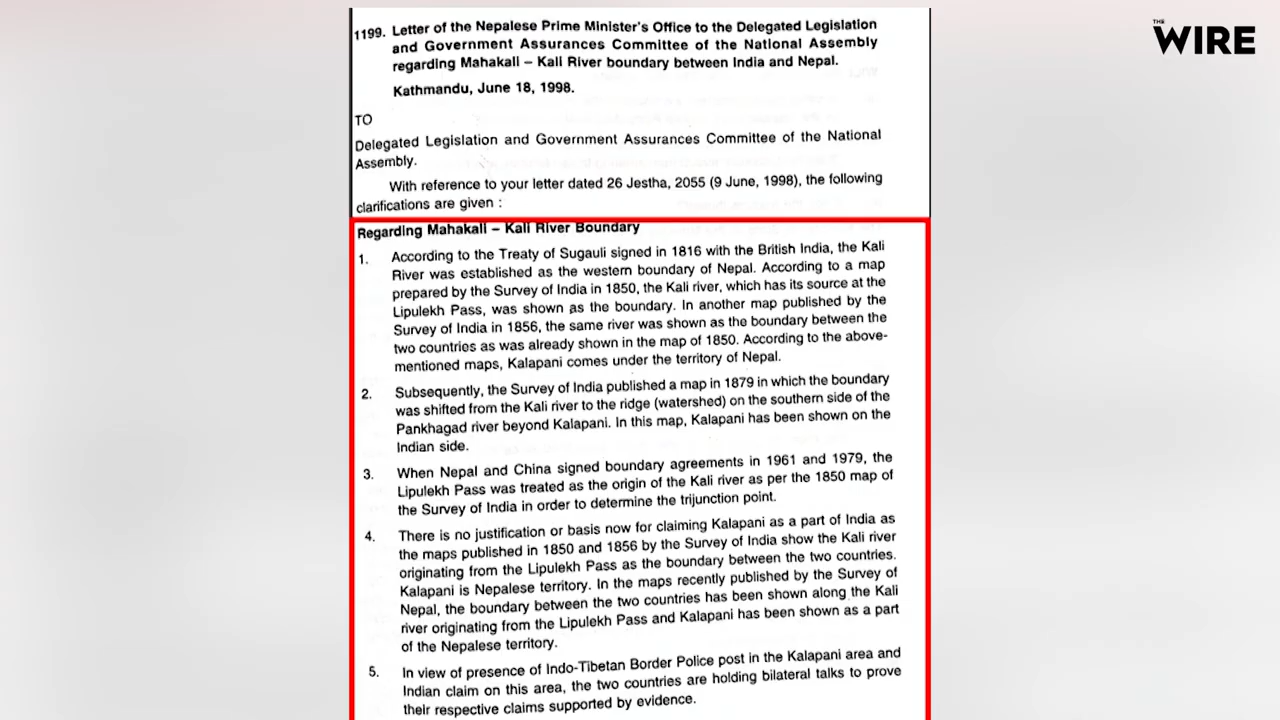 THE
WIRE
1199. Letter of the Nepalese Prime Minister's Office to the Delegated Legislation
and Government Assurances Committee of the National Assembly
regarding Mahakali – Kali River boundary between India and Nepal.
Kathmandu, June 18, 1998.
TO
Delegated Legislation and Government Assurances Committee of the National
Assembly.
With reference to your letter dated 26 Jestha, 2055 (9 June, 1998), the following
clarifications are given :
Regarding Mahakali – Kali River Boundary
1. According to the Treaty of Sugauli signed in 1816 with the British India, the Kali
River was established as the western boundary of Nepal. According to a map
prepared by the Survey of India in 1850, the Kali river, which has its source at the
Lipulekh Pass, was shown as the boundary. In another map published by the
Survey of India in 1856, the same river was shown as the boundary between the
two countries as was already shown in the map of 1850. According to the above-
mentioned maps, Kalapani comes under the territory of Nepal.
2. Subsequently, the Survey of India published a map in 1879 in which the boundary
was shifted from the Kali river to the ridge (watershed) on the southern side of the
Pankhagad river beyond Kalapani. In this map, Kalapani has been shown on the
Indian side.
3. When Nepal and China signed boundary agreements in 1961 and 1979, the
Lipulekh Pass was treated as the origin of the Kali river as per the 1850 map of
the Survey of India in order to determine the trijunction point.
4. There is no justification or basis now for claiming Kalapani as a part of India as
the maps published in 1850 and 1856 by the Survey of India show the Kali river
originating from the Lipulekh Pass as the boundary between the two countries.
Kalapani is Nepalese territory. In the maps recently published by the Survey of
Nepal, the boundary between the two countries has been shown along the Kali
river originating from the Lipulekh Pass and Kalapani has been shown as a part
of the Nepalese territory.
5. In view of presence of Indo-Tibetan Border Police post in the Kalapani area and
Indian claim on this area, the two countries are holding bilateral talks to prove
their respective claims supported by evidence.